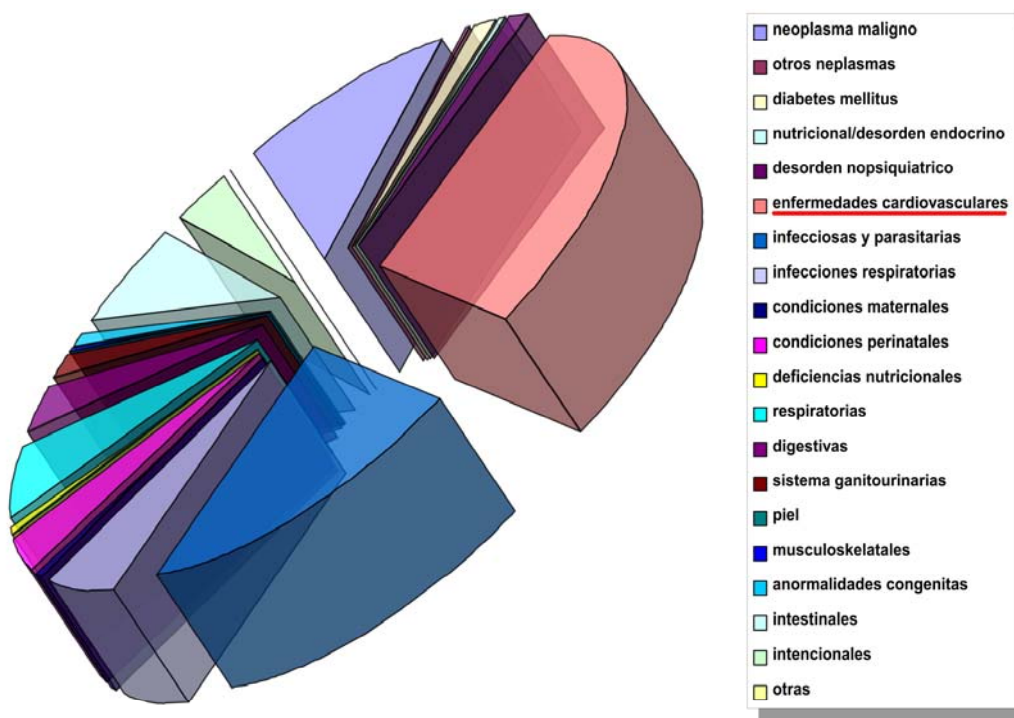 neoplasma maligno
otros neplasmas
diabetes mellitus
nutricional/desorden endocrino
desorden nopsiquiatrico
enfermedades cardiovasculares
infecciosas y parasitarias
infecciones respiratorias
condiciones maternales
condiciones perinatales
deficiencias nutricionales
respiratorias
digestivas
sistema ganitourinarias
piel
musculoskelatales
anormalidades congenitas
intestinales
intencionales
otras